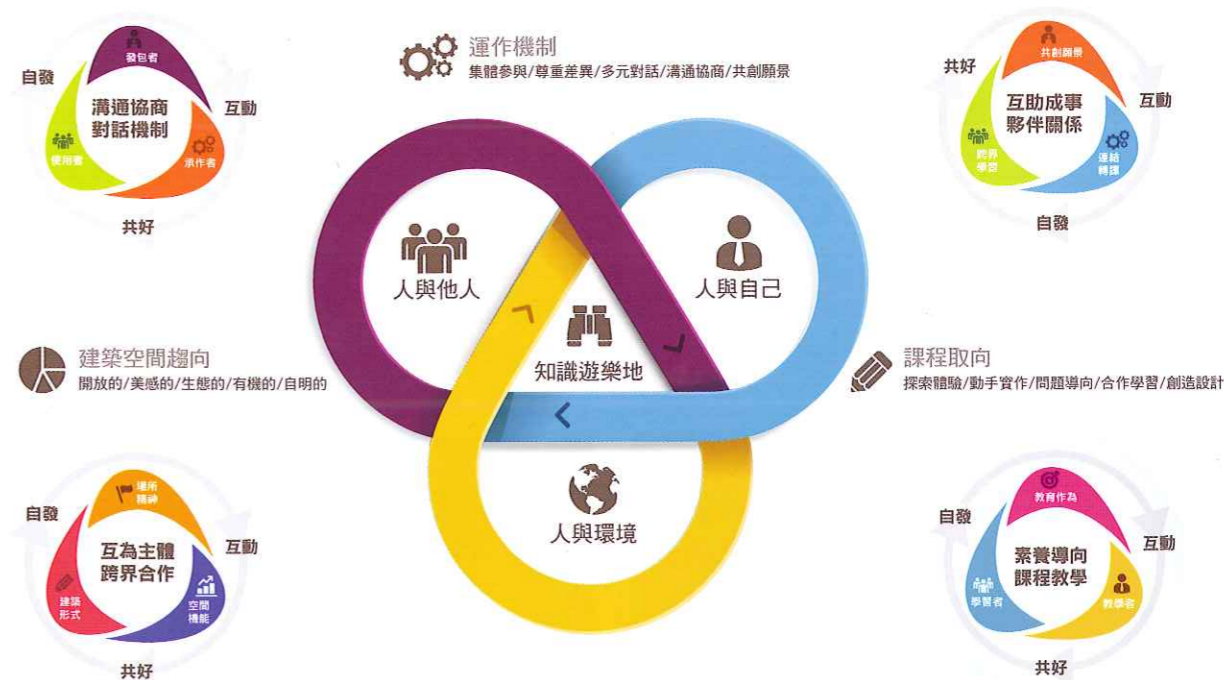 發包者
自發
互動
溝通協商
對話機制
使用者
承作者
共好
運作機制
集體參與/尊重差異/多元對話/溝通協商/共創願景
共創願景
共好
互動
互助成事
夥伴關係
跨界
學習
連結
轉譯
自發
人與他人
人與自己
知識遊樂地
人與環境
建築空間趨向
開放的/美感的/生態的/有機的/自明的
課程取向
探索體驗/動手實作/問題導向/合作學習/創造設計
場所
精神
自發
互動
互為主體
跨界合作
建築
形式
空間
機能
共好
教育作為
自發
互動
素養導向
課程教學
學習者
教學者
共好